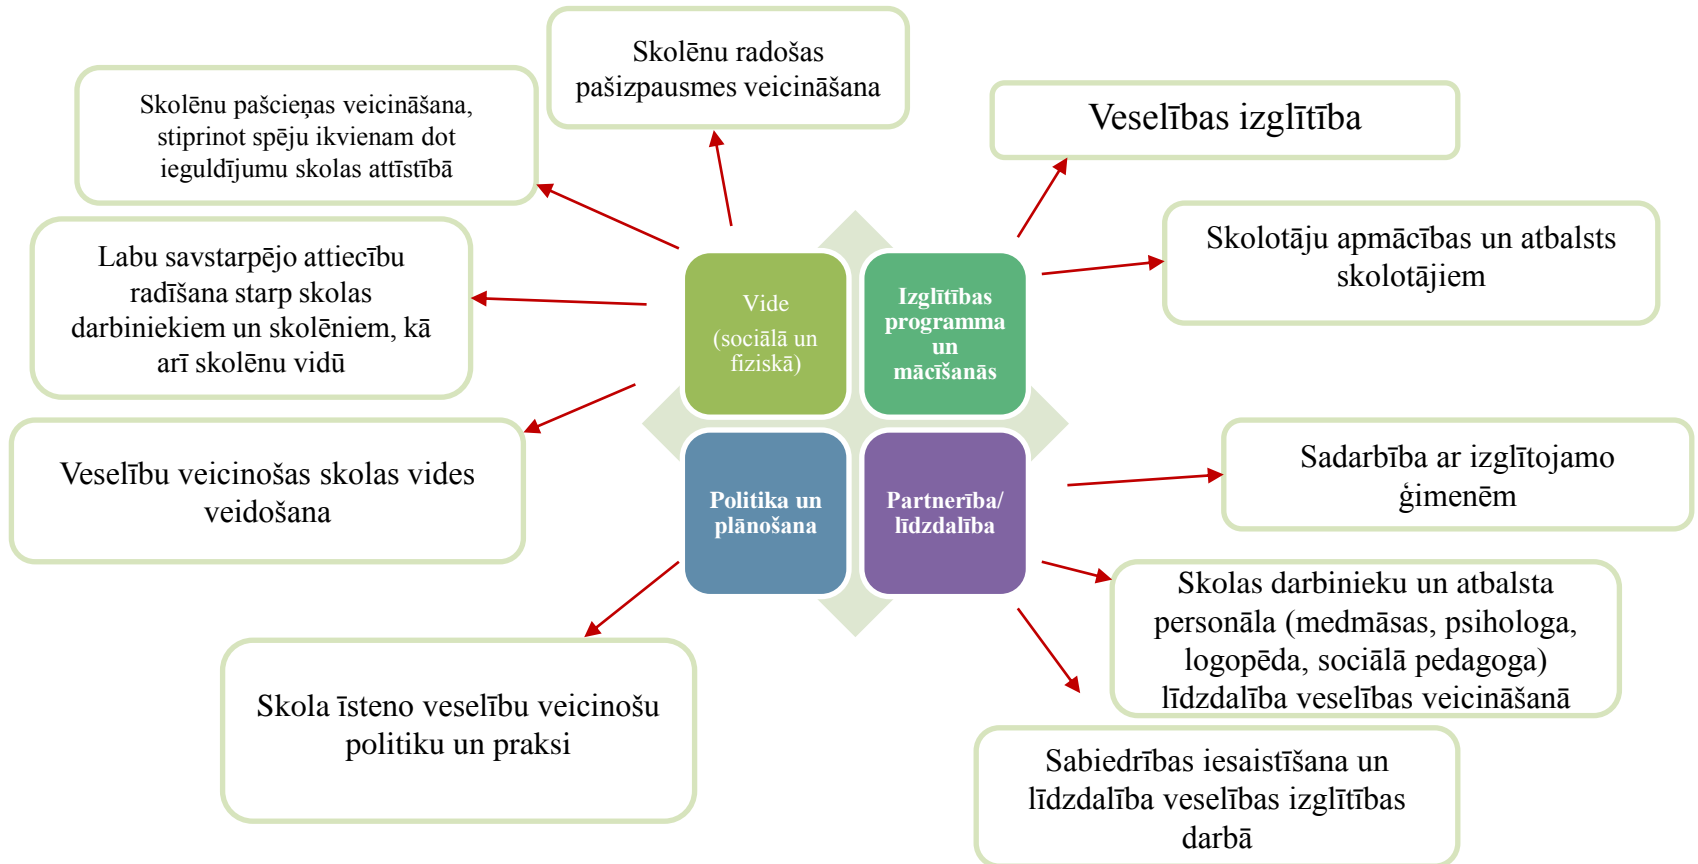 Skolēnu radošas
pašizpausmes veicināšana
Skolēnu pašcieņas veicināšana,
stiprinot spēju ikvienam dot
ieguldījumu skolas attīstībā
Veselības izglītība
Labu savstarpējo attiecību
radīšana starp skolas
darbiniekiem un skolēniem, kā
arī skolēnu vidū
Skolotāju apmācības un atbalsts
skolotājiem
Vide
(sociālā un
fiziskā)
Izglītības
programma
un
mācīšanās
Veselību veicinošas skolas vides
veidošana
Politika un
plānošana
Partnerība/
līdzdalība
Sadarbība ar izglītojamo
ģimenēm
Skolas darbinieku un atbalsta
personāla (medmāsas, psihologa,
logopēda, sociālā pedagoga)
līdzdalība veselības veicināšanā
Skola īsteno veselību veicinošu
politiku un praksi
Sabiedrības iesaistīšana un
līdzdalība veselības izglītības
darbā